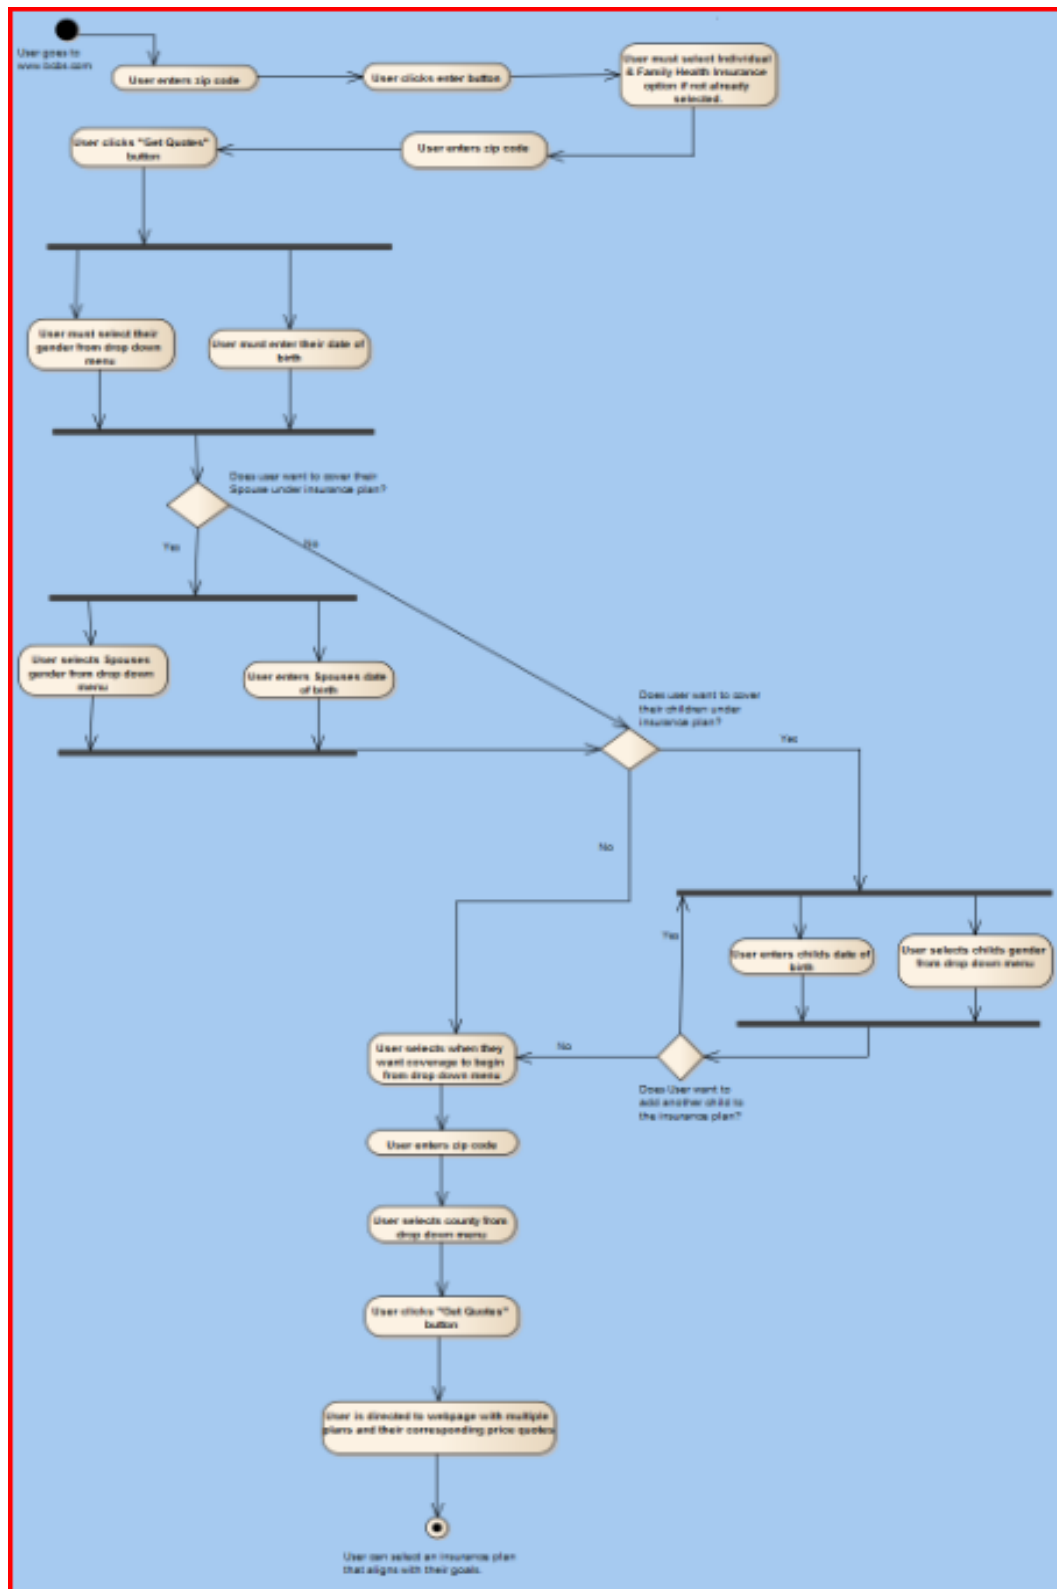 User goes to
www.bcbs.com
User enters zip code
User clicks enter button
User must select Individual
& Family Health Insurance
option if not already
selected.
User enters zip code
User clicks "Get Quotes"
button
User must select their
gender from drop down
menu
User must enter their date of
birth
Does user want to cover their
Spouse under insurance plan?
Yes
No
User selects Spouses
gender from drop down
menu
User enters Spouses date
of birth
Does user want to cover
their children under
insurance plan?
Yes
No
Yes
User enters childs date of
birth
User selects childs gender
from drop down menu
User selects when they
want coverage to begin
from drop down menu
No
Does User want to
add another child to
the insurance plan?
User enters zip code
User selects county from
drop down menu
User clicks "Get Quotes"
button
User is directed to webpage with multiple
plans and their corresponding price quotes
User can select an insurance plan
that aligns with their goals.